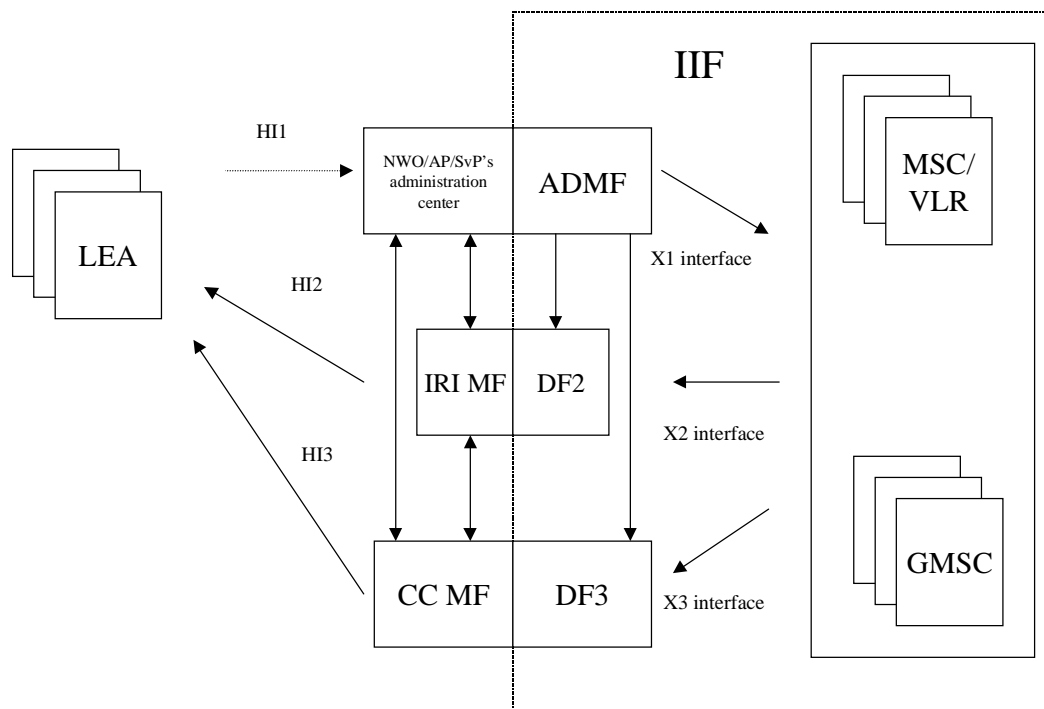 IIF
HI1
NWO/AP/SvP's
administration
center
ADMF
MSC/
VLR
LEA
X1 interface
HI2
IRI MF
DF2
X2 interface
HI3
GMSC
CC MF
DF3
X3 interface